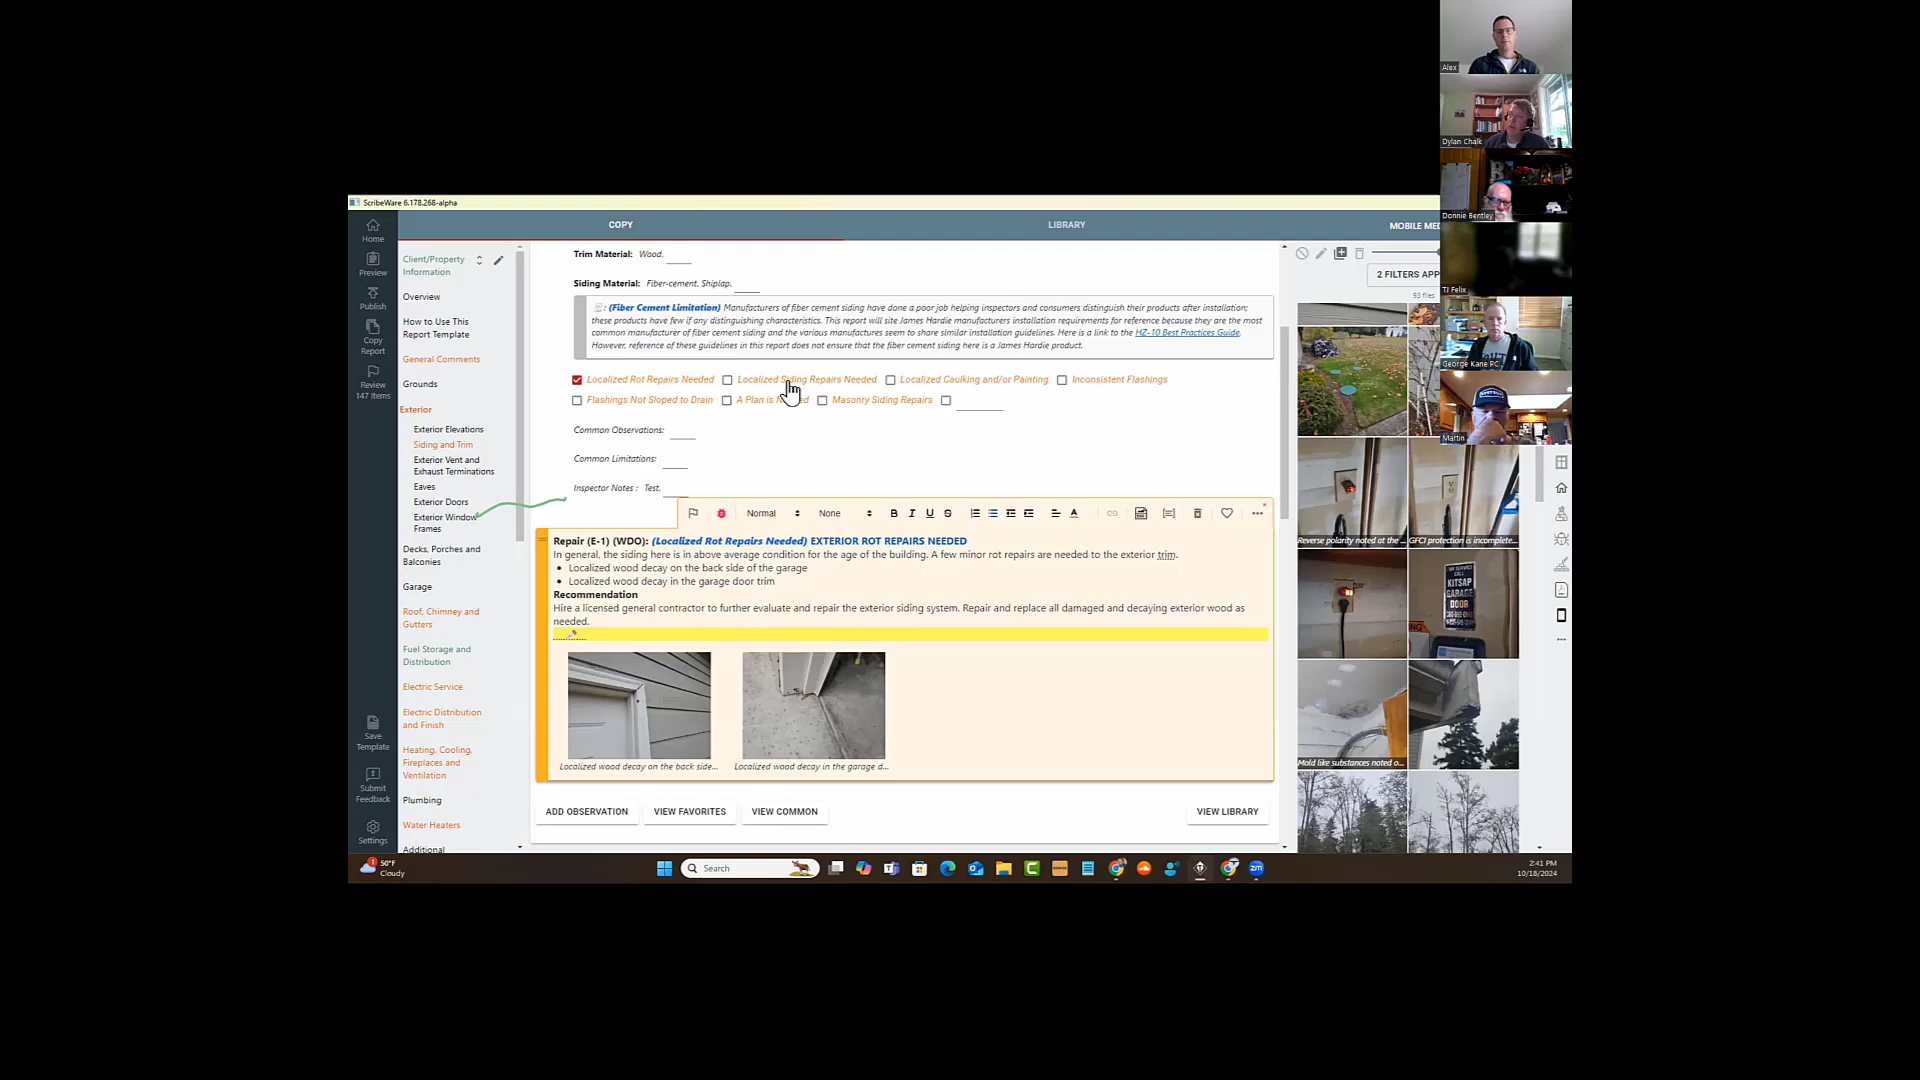 Alex
Dylan Chalk
Donnie Bentley
TJ Felix
George Kane PC
Martin
ScribeWare 6.178.268-alpha
COPY
LIBRARY
MOBILE MED
Home
Preview
Publish
Copy
Report
Review
147 Items
Save
Template
Submit
Feedback
Settings
Client/Property
Information
Overview
How to Use This
Report Template
General Comments
Grounds
Exterior
Exterior Elevations
Siding and Trim
Exterior Vent and
Exhaust Terminations
Eaves
Exterior Doors
Exterior Window
Frames
Decks, Porches and
Balconies
Garage
Roof, Chimney and
Gutters
Fuel Storage and
Distribution
Electric Service
Electric Distribution
and Finish
Heating, Cooling,
Fireplaces and
Ventilation
Plumbing
Water Heaters
Additional
Trim Material: Wood,
Siding Material: Fiber-cement, Shiplap,
: (Fiber Cement Limitation) Manufacturers of fiber cement siding have done a poor job helping inspectors and consumers distinguish their products after installation;
these products have few if any distinguishing characteristics. This report will site James Hardie manufacturers installation requirements for reference because they are the most
common manufacturer of fiber cement siding and the various manufactures seem to share similar installation guidelines. Here is a link to the HZ-10 Best Practices Guide.
However, reference of these guidelines in this report does not ensure that the fiber cement siding here is a James Hardie product.
Localized Rot Repairs Needed Localized Siding Repairs Needed Localized Caulking and/or Painting Inconsistent Flashings
Flashings Not Sloped to Drain A Plan is Masonry Siding Repairs
Common Observations:
Common Limitations:
Inspector Notes : Test,
Normal None B I U S A
Repair (E-1) (WDO): (Localized Rot Repairs Needed) EXTERIOR ROT REPAIRS NEEDED
In general, the siding here is in above average condition for the age of the building. A few minor rot repairs are needed to the exterior trim.
• Localized wood decay on the back side of the garage
• Localized wood decay in the garage door trim
Recommendation
Hire a licensed general contractor to further evaluate and repair the exterior siding system. Repair and replace all damaged and decaying exterior wood as
needed.
Localized wood decay on the back side...
Localized wood decay in the garage d...
ADD OBSERVATION
VIEW FAVORITES
VIEW COMMON
VIEW LIBRARY
2 FILTERS APP
93 files
Reverse polarity noted at the ...
GFCI protection is incomplete...
KITSAP
GARAGE
DOOR
Mold like substances noted o...
50°F
Cloudy
Search
zm
2:41 PM
10/18/2024